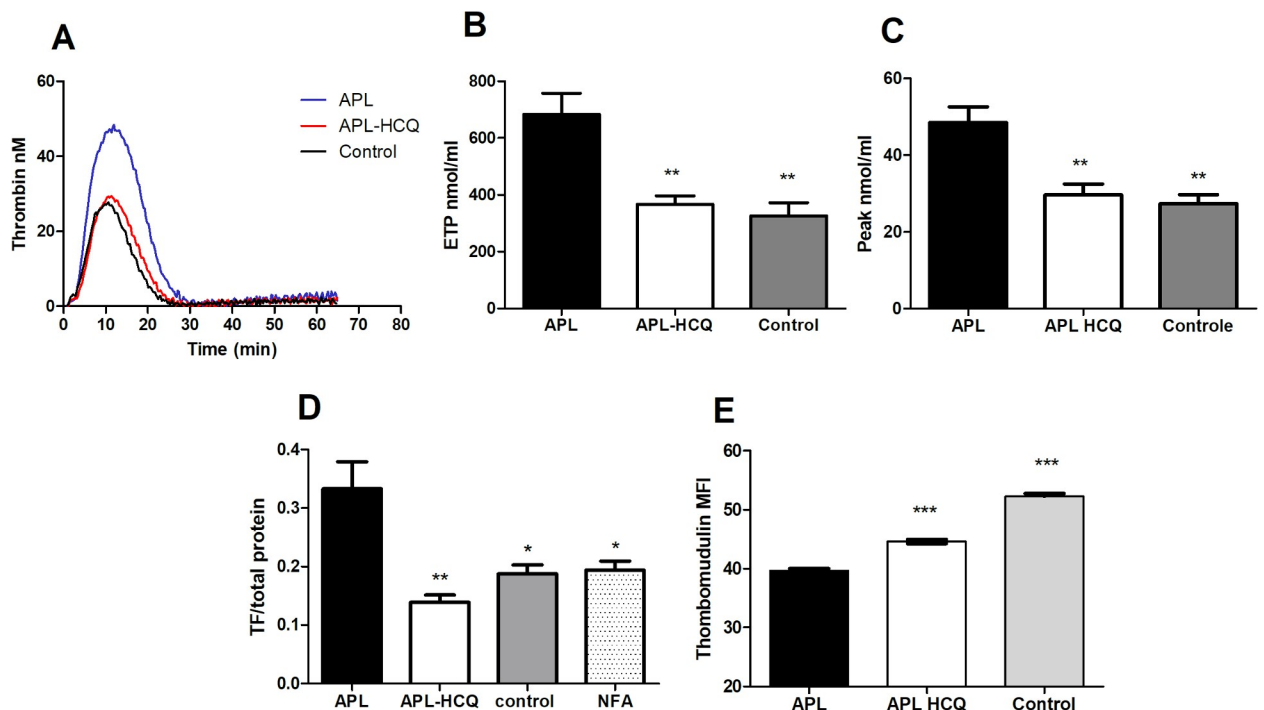 A
Thrombin nM
60
40
20
0
0 10 20 30 40 50 60 70 80
Time (min)
APL
APL-HCQ
Control
B
ETP nmol/ml
800
600
400
200
0
**
**
APL APL-HCQ Control
C
Peak nmol/ml
60
40
20
0
**
**
APL APL HCQ Controle
D
TF/total protein
0.4
0.3
0.2
0.1
0.0
**
*
*
APL APL-HCQ control NFA
E
Thombomudulin MFI
60
50
40
30
20
***
***
APL APL HCQ Control